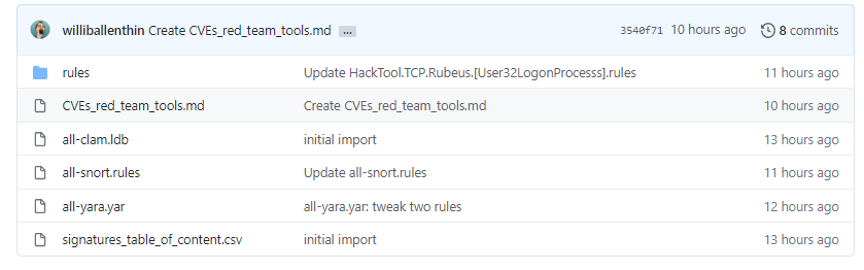 williballenthin Create CVEs_red_team_tools.md ... 3540f71 10 hours ago 8 commits
rules Update HackTool.TCP.Rubeus.[User32LogonProcesss].rules 11 hours ago
CVEs_red_team_tools.md Create CVEs_red_team_tools.md 10 hours ago
all-clam.ldb initial import 13 hours ago
all-snort.rules Update all-snort.rules 11 hours ago
all-yara.yar all-yara.yar: tweak two rules 12 hours ago
signatures_table_of_content.csv initial import 13 hours ago